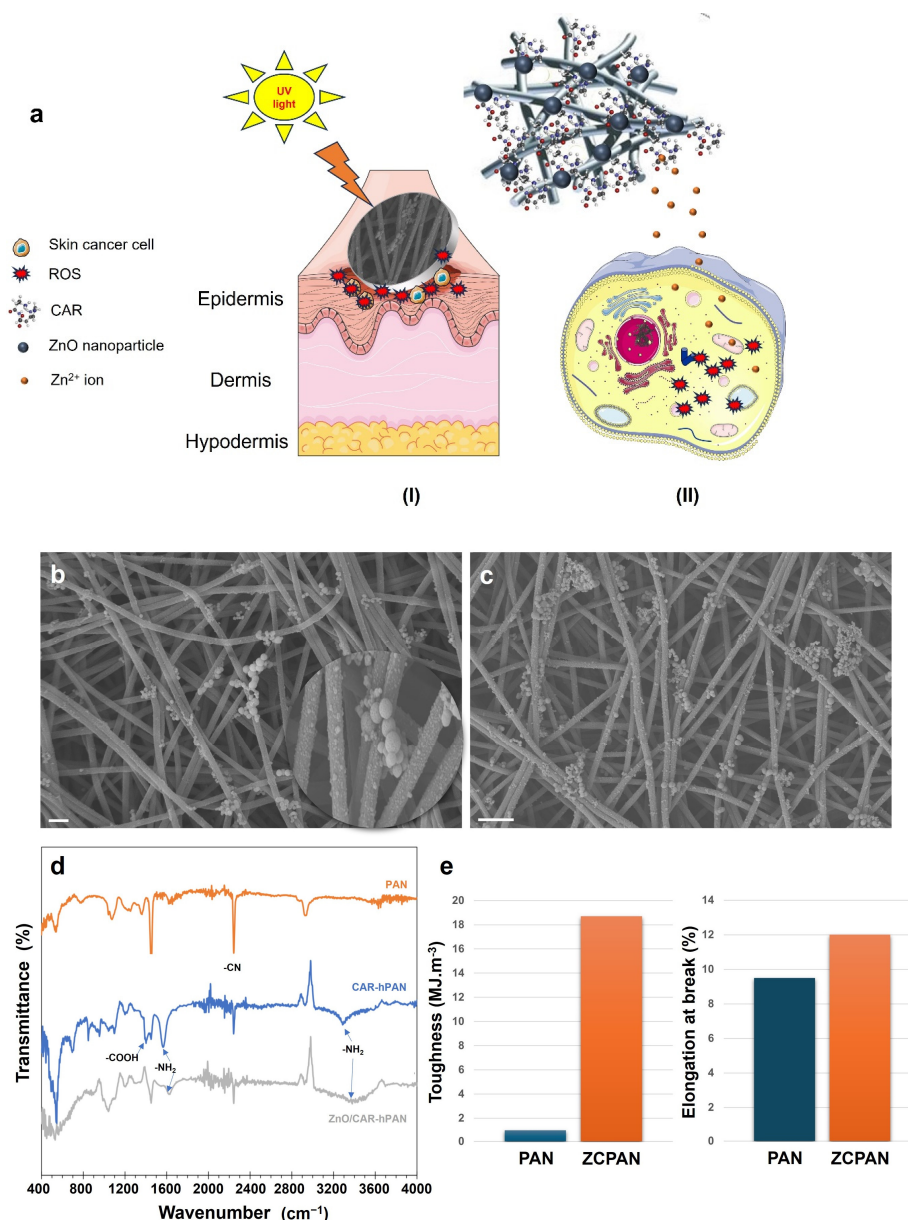 a
UV
light
Skin cancer cell
ROS
CAR
ZnO nanoparticle
Zn²⁺ ion
Epidermis
Dermis
Hypodermis
(I)
(II)
b
c
d
PAN
-CN
CAR-hPAN
-COOH
-NH₂
-NH₂
ZnO/CAR-hPAN
Transmittance (%)
400 800 1200 1600 2000 2400 2800 3200 3600 4000
Wavenumber (cm⁻¹)
e
Toughness (MJ.m⁻³)
20
18
16
14
12
10
8
6
4
2
0
PAN ZCPAN
Elongation at break (%)
14
12
10
8
6
4
2
0
PAN ZCPAN